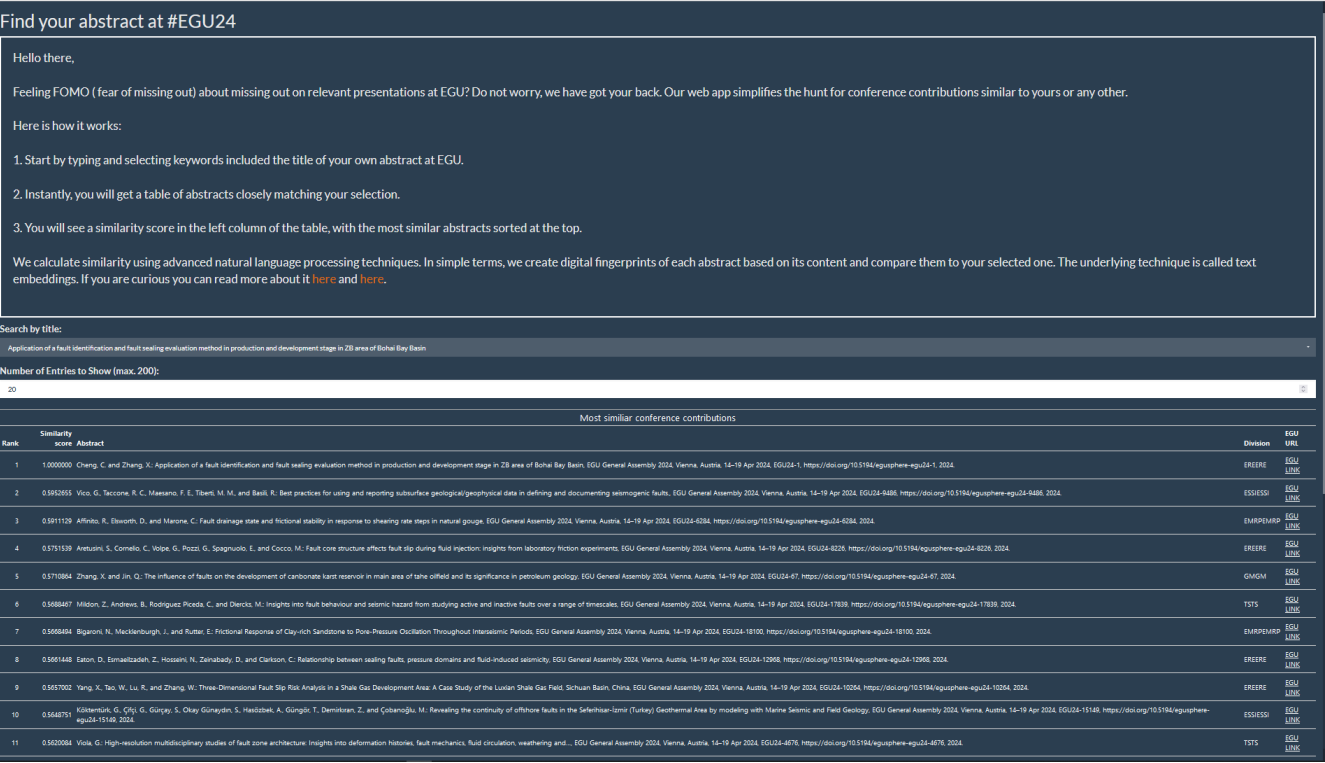 Find your abstract at #EGU24
Hello there,
Feeling FOMO ( fear of missing out) about missing out on relevant presentations at EGU? Do not worry, we have got your back. Our web app simplifies the hunt for conference contributions similar to yours or any other.
Here is how it works:
1. Start by typing and selecting keywords included the title of your own abstract at EGU.
2. Instantly, you will get a table of abstracts closely matching your selection.
3. You will see a similarity score in the left column of the table, with the most similar abstracts sorted at the top.
We calculate similarity using advanced natural language processing techniques. In simple terms, we create digital fingerprints of each abstract based on its content and compare them to your selected one. The underlying technique is called text
embeddings. If you are curious you can read more about it here and here.
Search by title:
Application of a fault identification and fault sealing evaluation method in production and development stage in ZB area of Bohai Bay Basin
Number of Entries to Show (max. 200):
20
Most similiar conference contributions
Rank Similarity score Abstract Division EGU URL
1 1.0000000 Cheng, C. and Zhang, X.: Application of a fault identification and fault sealing evaluation method in production and development stage in ZB area of Bohai Bay Basin, EGU General Assembly 2024, Vienna, Austria, 14–19 Apr 2024, EGU24-1, https://doi.org/10.5194/egusphere-egu24-1, 2024. EREERE EGU LINK
2 0.5952655 Vico, G., Taccone, R. C., Maesano, F. E., Tiberti, M. M., and Basili, R.: Best practices for using and reporting subsurface geological/geophysical data in defining and documenting seismogenic faults., EGU General Assembly 2024, Vienna, Austria, 14–19 Apr 2024, EGU24-9486, https://doi.org/10.5194/egusphere-egu24-9486, 2024. ESSIESSI EGU LINK
3 0.5911129 Affinito, R., Elsworth, D., and Marone, C.: Fault drainage state and frictional stability in response to shearing rate steps in natural gouge, EGU General Assembly 2024, Vienna, Austria, 14–19 Apr 2024, EGU24-6284, https://doi.org/10.5194/egusphere-egu24-6284, 2024. EMRPEMRP EGU LINK
4 0.5751539 Aretusini, S., Cornelio, C., Volpe, G., Pozzi, G., Spagnuolo, E., and Cocco, M.: Fault core structure affects fault slip during fluid injection: insights from laboratory friction experiments, EGU General Assembly 2024, Vienna, Austria, 14–19 Apr 2024, EGU24-8226, https://doi.org/10.5194/egusphere-egu24-8226, 2024. EREERE EGU LINK
5 0.5710864 Zhang, X. and Jin, Q.: The influence of faults on the development of canbonate karst reservoir in main area of tahe oilfield and its significance in petroleum geology, EGU General Assembly 2024, Vienna, Austria, 14–19 Apr 2024, EGU24-67, https://doi.org/10.5194/egusphere-egu24-67, 2024. GMGM EGU LINK
6 0.5688467 Mildon, Z., Andrews, B., Rodriguez Piceda, C., and Diercks, M.: Insights into fault behaviour and seismic hazard from studying active and inactive faults over a range of timescales, EGU General Assembly 2024, Vienna, Austria, 14–19 Apr 2024, EGU24-17839, https://doi.org/10.5194/egusphere-egu24-17839, 2024. TSTS EGU LINK
7 0.5668494 Bigaroni, N., Mecklenburgh, J., and Rutter, E.: Frictional Response of Clay-rich Sandstone to Pore-Pressure Oscillation Throughout Interseismic Periods, EGU General Assembly 2024, Vienna, Austria, 14–19 Apr 2024, EGU24-18100, https://doi.org/10.5194/egusphere-egu24-18100, 2024. EMRPEMRP EGU LINK
8 0.5661448 Eaton, D., Esmaeilzadeh, Z., Hosseini, N., Zeinabady, D., and Clarkson, C.: Relationship between sealing faults, pressure domains and fluid-induced seismicity, EGU General Assembly 2024, Vienna, Austria, 14–19 Apr 2024, EGU24-12968, https://doi.org/10.5194/egusphere-egu24-12968, 2024. EREERE EGU LINK
9 0.5657002 Yang, X., Tao, W., Lu, R., and Zhang, W.: Three-Dimensional Fault Slip Risk Analysis in a Shale Gas Development Area: A Case Study of the Luxian Shale Gas Field, Sichuan Basin, China, EGU General Assembly 2024, Vienna, Austria, 14–19 Apr 2024, EGU24-10264, https://doi.org/10.5194/egusphere-egu24-10264, 2024. EREERE EGU LINK
10 0.5648751 Köktentürk, G., Çifçi, G., Gürçay, S., Okay Günaydın, S., Hasözbek, A., Güngör, T., Demirkıran, Z., and Çobanoğlu, M.: Revealing the continuity of offshore faults in the Seferihisar-İzmir (Turkey) Geothermal Area by modeling with Marine Seismic and Field Geology, EGU General Assembly 2024, Vienna, Austria, 14–19 Apr 2024, EGU24-15149, https://doi.org/10.5194/egusphere-
egu24-15149, 2024. ESSIESSI EGU LINK
11 0.5620084 Viola, G.: High-resolution multidisciplinary studies of fault zone architecture: Insights into deformation histories, fault mechanics, fluid circulation, weathering and..., EGU General Assembly 2024, Vienna, Austria, 14–19 Apr 2024, EGU24-4676, https://doi.org/10.5194/egusphere-egu24-4676, 2024. TSTS EGU LINK